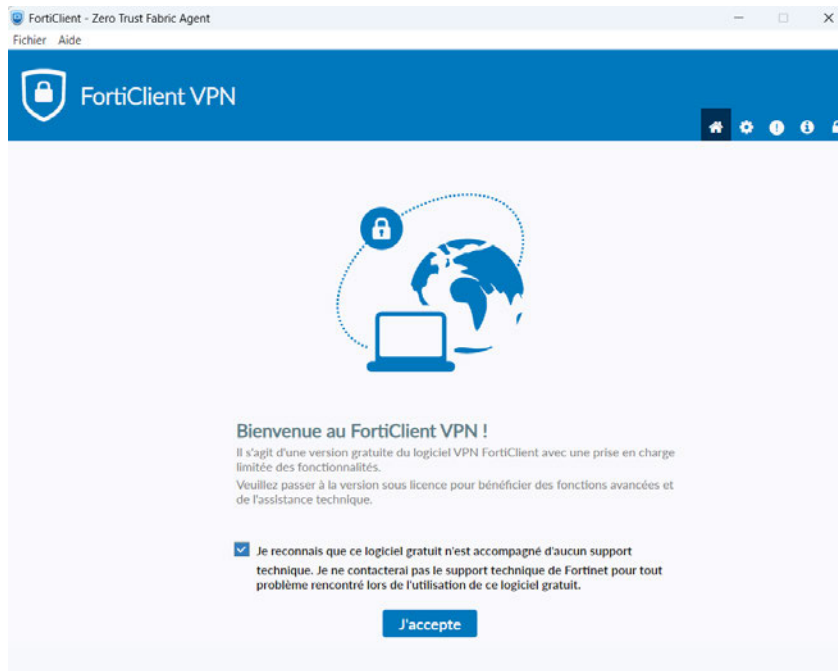 FortiClient - Zero Trust Fabric Agent
Fichier Aide
FortiClient VPN
Bienvenue au FortiClient VPN !
Il s'agit d'une version gratuite du logiciel VPN FortiClient avec une prise en charge
limitée des fonctionnalités.
Veuillez passer à la version sous licence pour bénéficier des fonctions avancées et
de l'assistance technique.
Je reconnais que ce logiciel gratuit n'est accompagné d'aucun support
technique. Je ne contacterai pas le support technique de Fortinet pour tout
problème rencontré lors de l'utilisation de ce logiciel gratuit.
J'accepte